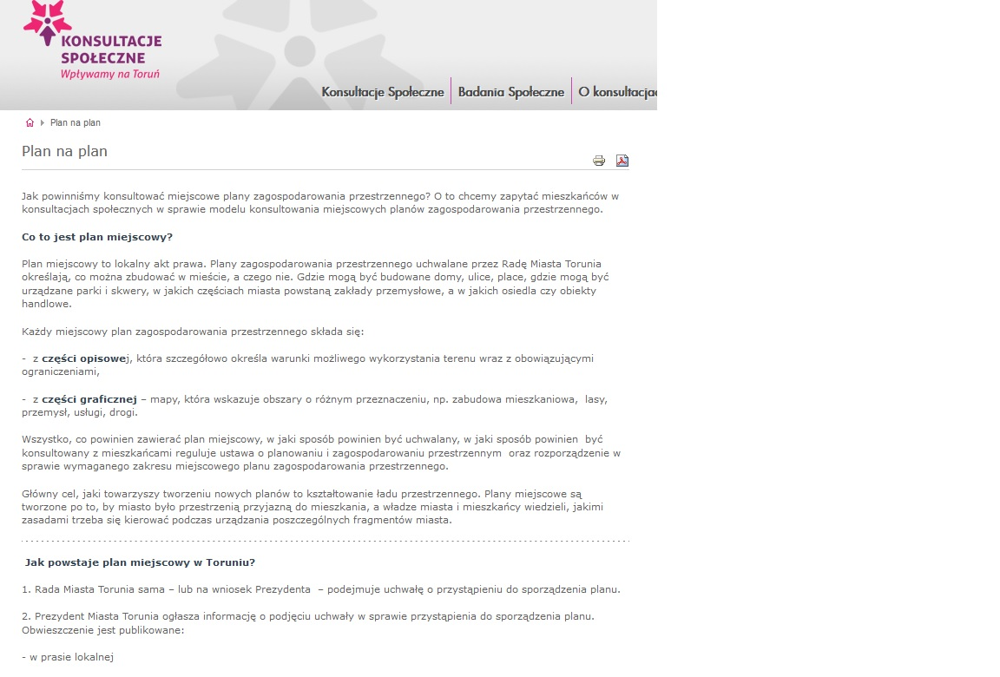 KONSULTACJE
SPOŁECZNE
Wpływamy na Toruń
Konsultacje Społeczne
Badania Społeczne
O konsultacjac
Plan na plan
Plan na plan
Jak powinniśmy konsultować miejscowe plany zagospodarowania przestrzennego? O to chcemy zapytać mieszkańców w
konsultacjach społecznych w sprawie modelu konsultowania miejscowych planów zagospodarowania przestrzennego.
Co to jest plan miejscowy?
Plan miejscowy to lokalny akt prawa. Plany zagospodarowania przestrzennego uchwalane przez Radę Miasta Torunia
określają, co można zbudować w mieście, a czego nie. Gdzie mogą być budowane domy, ulice, place, gdzie mogą być
urządzane parki i skwery, w jakich częściach miasta powstaną zakłady przemysłowe, a w jakich osiedla czy obiekty
handlowe.
Każdy miejscowy plan zagospodarowania przestrzennego składa się:
- z części opisowej, która szczegółowo określa warunki możliwego wykorzystania terenu wraz z obowiązującymi
ograniczeniami,
- z części graficznej – mapy, która wskazuje obszary o różnym przeznaczeniu, np. zabudowa mieszkaniowa, lasy,
przemysł, usługi, drogi.
Wszystko, co powinien zawierać plan miejscowy, w jaki sposób powinien być uchwalany, w jaki sposób powinien być
konsultowany z mieszkańcami reguluje ustawa o planowaniu i zagospodarowaniu przestrzennym oraz rozporządzenie w
sprawie wymaganego zakresu miejscowego planu zagospodarowania przestrzennego.
Główny cel, jaki towarzyszy tworzeniu nowych planów to kształtowanie ładu przestrzennego. Plany miejscowe są
tworzone po to, by miasto było przestrzenią przyjazną do mieszkania, a władze miasta i mieszkańcy wiedzieli, jakimi
zasadami trzeba się kierować podczas urządzania poszczególnych fragmentów miasta.
Jak powstaje plan miejscowy w Toruniu?
1. Rada Miasta Torunia sama – lub na wniosek Prezydenta – podejmuje uchwałę o przystąpieniu do sporządzenia planu.
2. Prezydent Miasta Torunia ogłasza informację o podjęciu uchwały w sprawie przystąpienia do sporządzenia planu.
Obwieszczenie jest publikowane:
- w prasie lokalnej